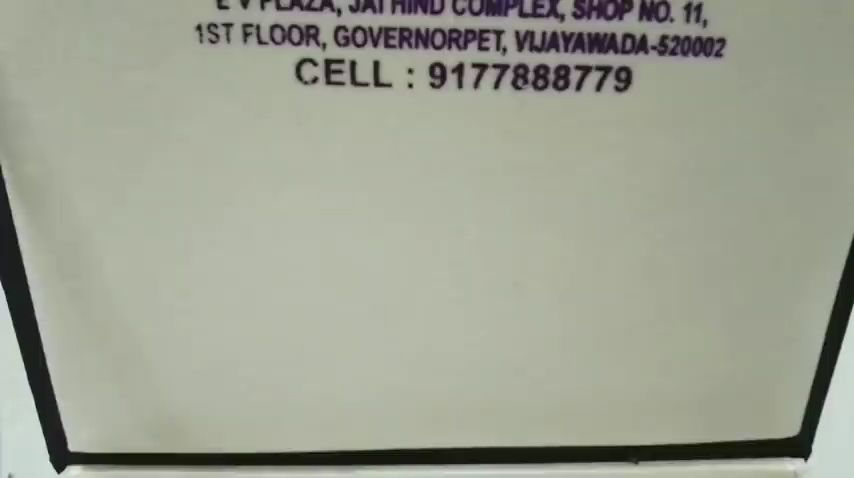 E V PLAZA, JAI HIND COMPLEX, SHOP NO. 11,
1ST FLOOR, GOVERNORPET, VIJAYAWADA-520002
CELL : 9177888779